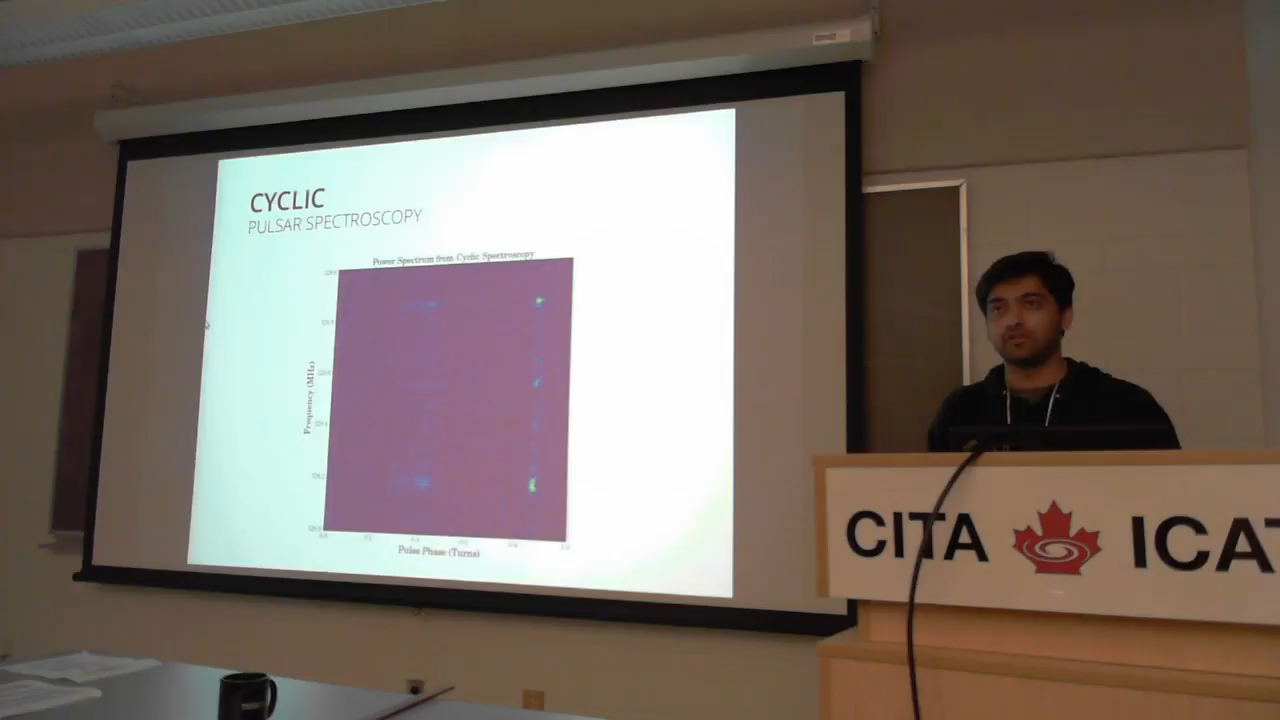 CYCLIC
PULSAR SPECTROSCOPY
Power Spectrum from Cyclic Spectroscopy
Frequency (MHz)
Pulse Phase (Turns)
CITA ICAT